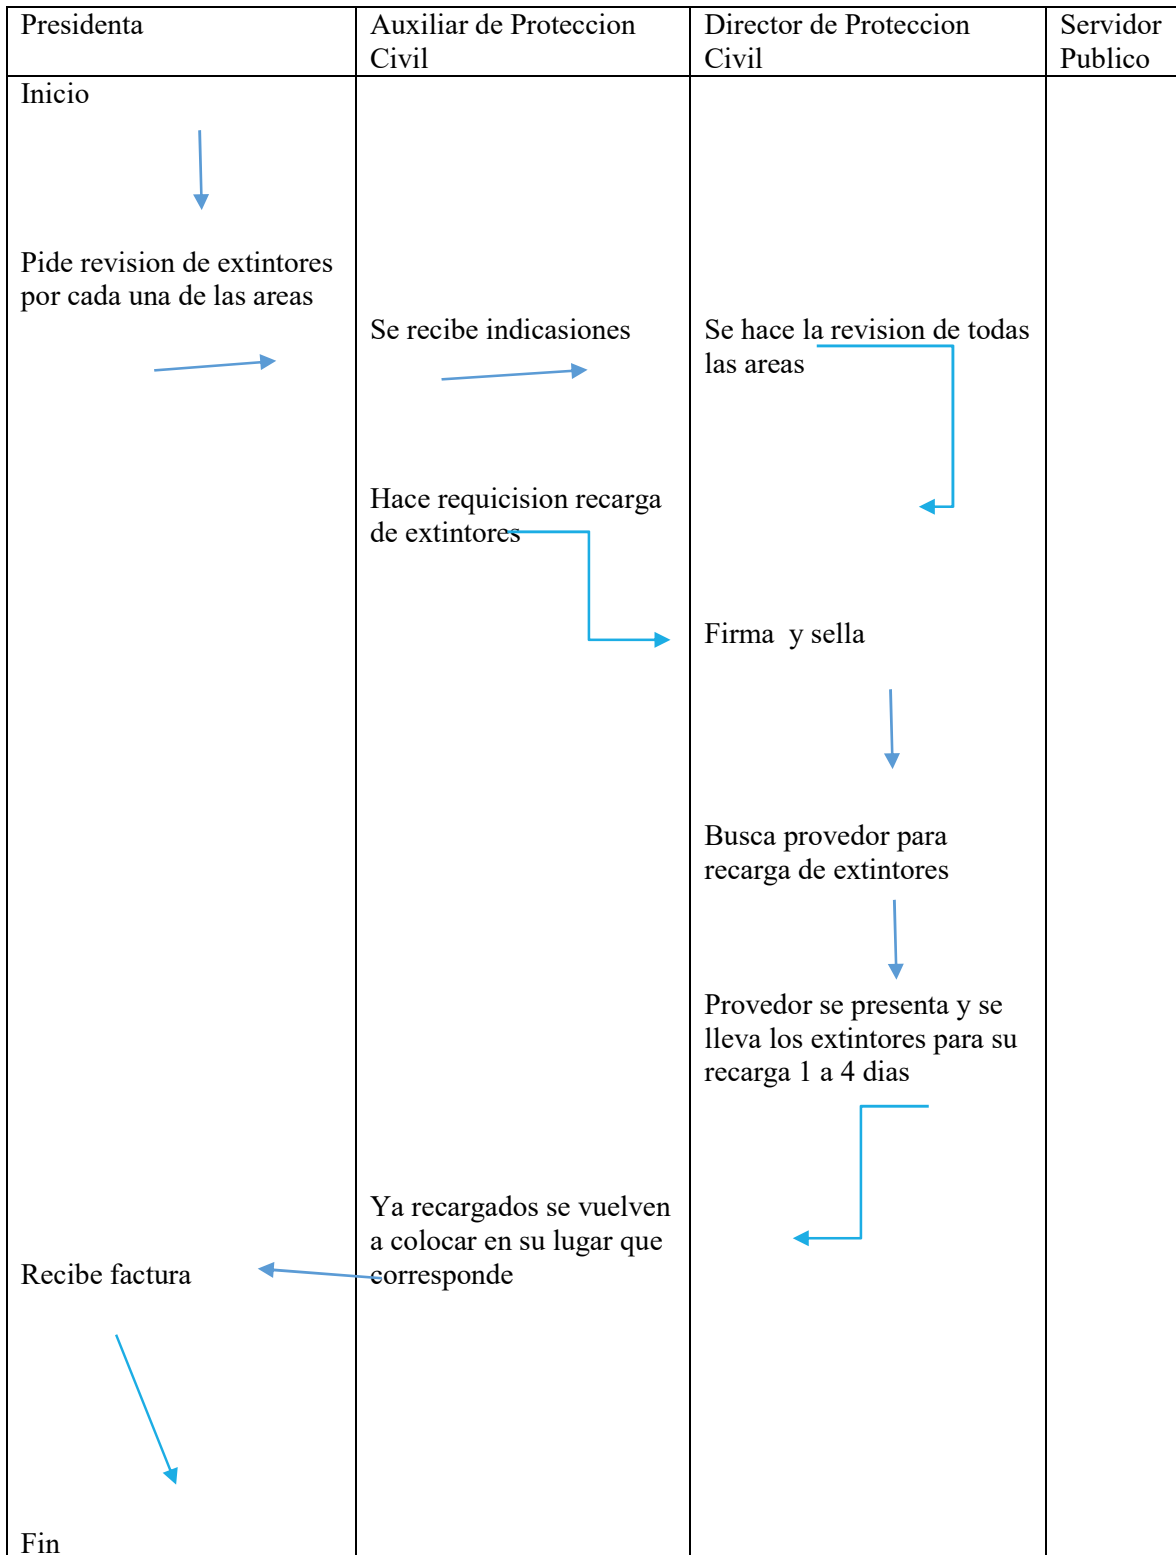 Presidenta
Auxiliar de Proteccion
Civil
Director de Proteccion
Civil
Servidor
Publico
Inicio
Pide revision de extintores
por cada una de las areas
Se recibe indicasiones
Se hace la revision de todas
las areas
Hace requicision recarga
de extintores
Firma  y sella
Busca provedor para
recarga de extintores
Provedor se presenta y se
lleva los extintores para su
recarga 1 a 4 dias
Ya recargados se vuelven
a colocar en su lugar que
corresponde
Recibe factura
Fin